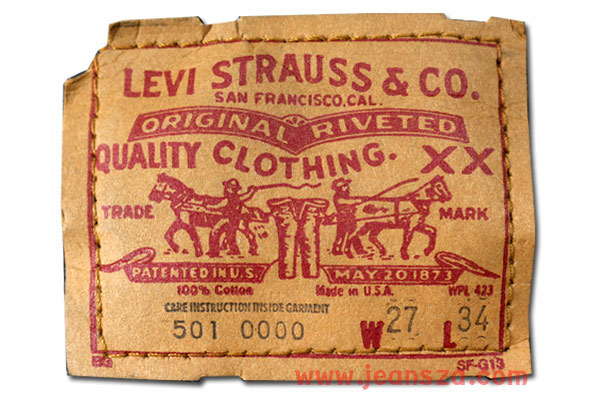 LEVI STRAUSS & CO.
SAN FRANCISCO, CAL.
ORIGINAL RIVETED
QUALITY CLOTHING. XX
TRADE MARK
PATENTED IN U.S. MAY 20 1873
100% Cotton Made in U.S.A. WPL 423
CARE INSTRUCTION INSIDE GARMENT
501 0000 W 27 L 34
SF-G13
www.jeanszd.com